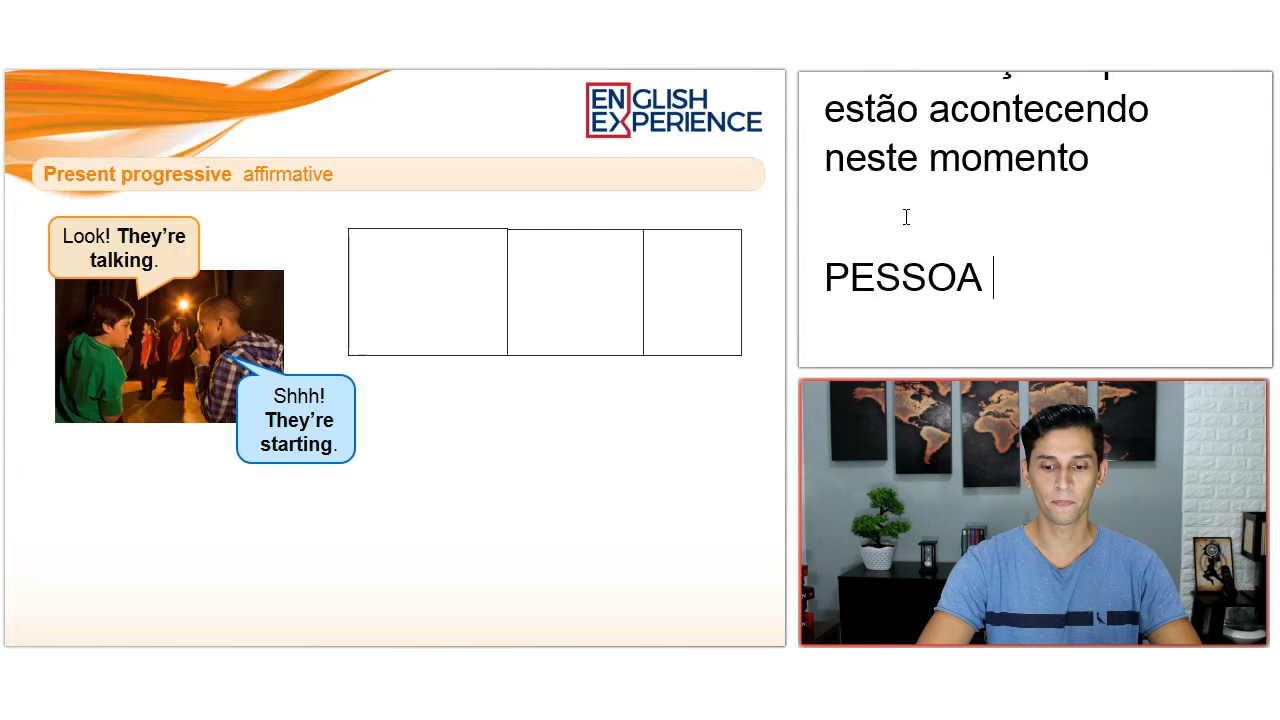 ENGLISH
EXPERIENCE
Present progressive affirmative
Look! They're
talking.
Shhh!
They're
starting.
estão acontecendo
neste momento
PESSOA